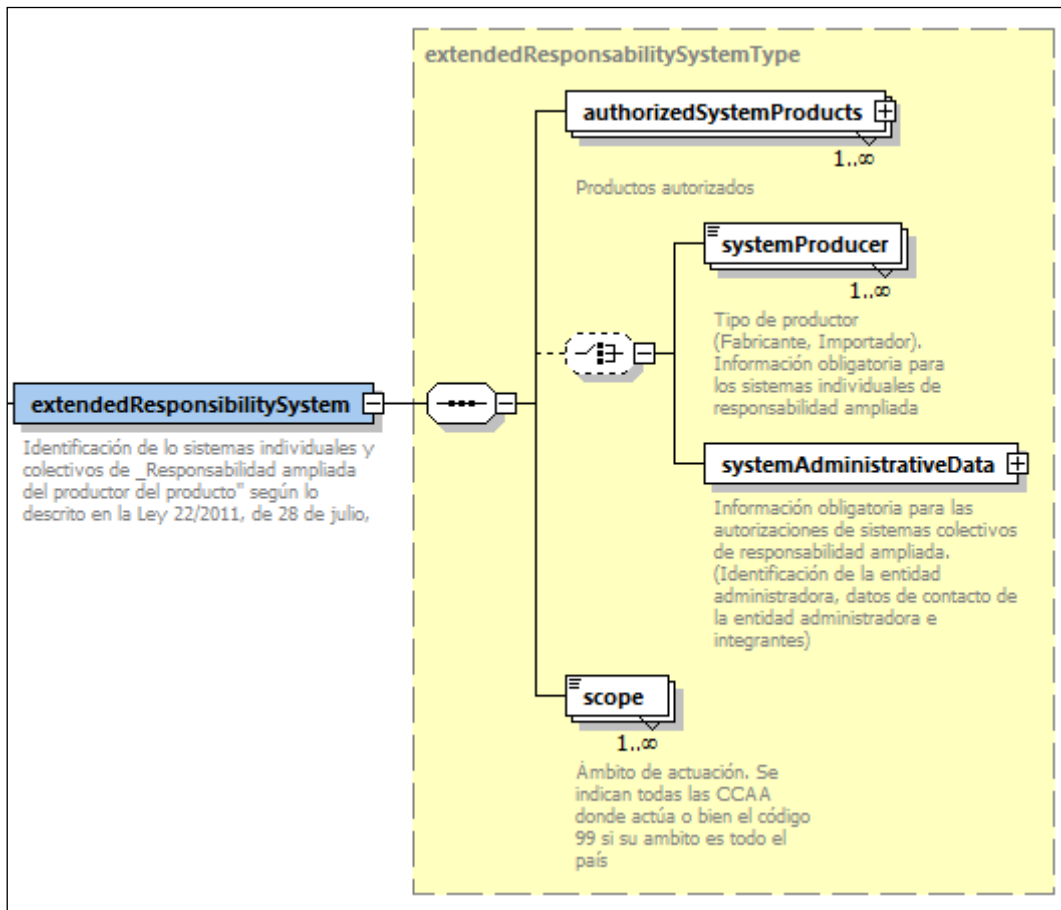 extendedResponsabilitySystemType
authorizedSystemProducts
1..∞
Productos autorizados
systemProducer
1..∞
Tipo de productor
(Fabricante, Importador).
Información obligatoria para
los sistemas individuales de
responsabilidad ampliada
extendedResponsibilitySystem
Identificación de lo sistemas individuales y
colectivos de _Responsabilidad ampliada
del productor del producto" según lo
descrito en la Ley 22/2011, de 28 de julio,
systemAdministrativeData
Información obligatoria para las
autorizaciones de sistemas colectivos
de responsabilidad ampliada.
(Identificación de la entidad
administradora, datos de contacto de
la entidad administradora e
integrantes)
scope
1..∞
Ámbito de actuación. Se
indican todas las CCAA
donde actúa o bien el código
99 si su ambito es todo el
país